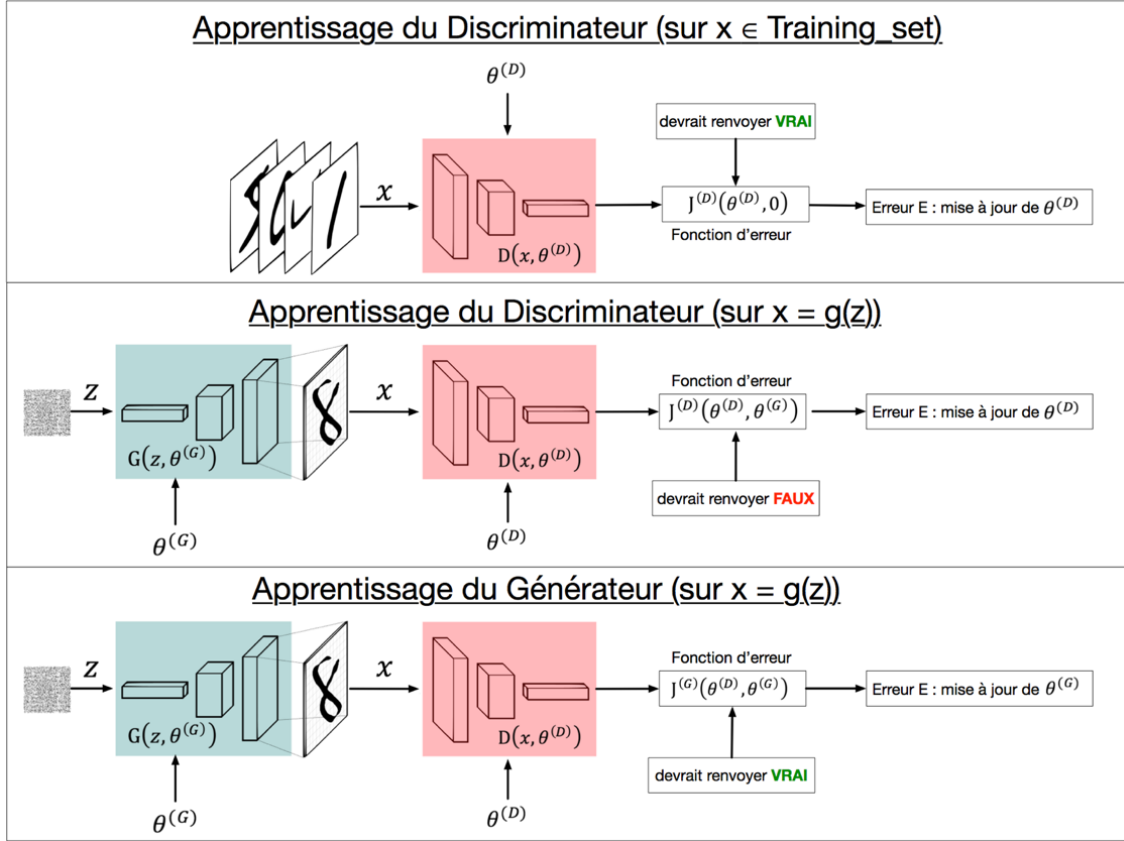 Apprentissage du Discriminateur (sur x ∈ Training_set)
θ^(D)
devrait renvoyer VRAI
x
D(x, θ^(D))
J^(D)(θ^(D), 0)
Fonction d'erreur
Erreur E : mise à jour de θ^(D)
Apprentissage du Discriminateur (sur x = g(z))
z
G(z, θ^(G))
θ^(G)
8
x
D(x, θ^(D))
θ^(D)
Fonction d'erreur
J^(D)(θ^(D), θ^(G))
devrait renvoyer FAUX
Erreur E : mise à jour de θ^(D)
Apprentissage du Générateur (sur x = g(z))
z
G(z, θ^(G))
θ^(G)
8
x
D(x, θ^(D))
θ^(D)
Fonction d'erreur
J^(G)(θ^(D), θ^(G))
devrait renvoyer VRAI
Erreur E : mise à jour de θ^(G)